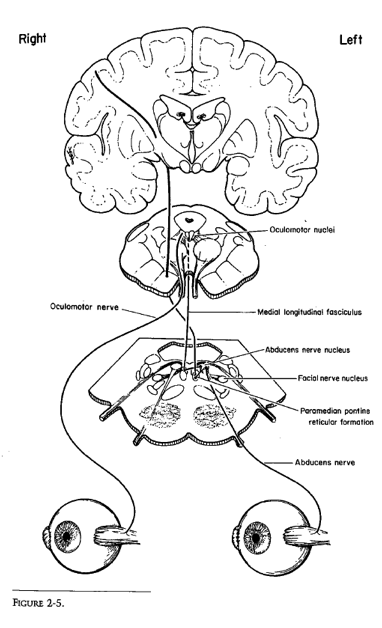 Right
Left
Oculomotor nuclei
Oculomotor nerve
Medial longitudinal fasciculus
Abducens nerve nucleus
Facial nerve nucleus
Paramedian pontine
reticular formation
Abducens nerve
FIGURE 2-5.